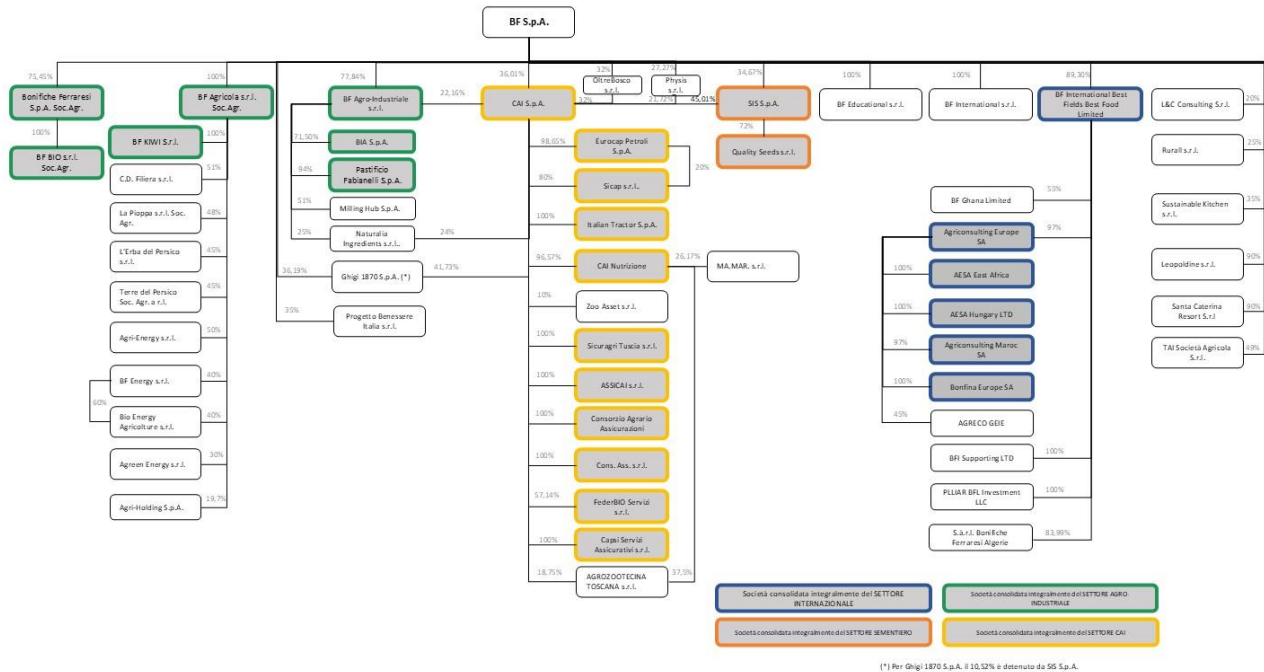 BF S.p.A.
75,45%
100%
77,84%
36,01%
32%
27,27%
34,67%
100%
100%
89,30%
Bonifiche Ferraresi
S.p.A. Soc.Agr.
BF Agricola s.r.l.
Soc.Agr.
BF Agro-Industriale
s.r.l.
22,16%
CAI S.p.A.
32%
OltreBosco
s.r.l.
Physis
s.r.l.
21,72%
45,01%
SIS S.p.A.
BF Educational s.r.l.
BF International s.r.l.
BF International Best
Fields Best Food
Limited
L&C Consulting S.r.l.
20%
100%
BF BIO s.r.l.
Soc.Agr.
BF KIWI S.r.l.
100%
71,50%
BIA S.p.A.
98,65%
Eurocap Petroli
S.p.A.
20%
72%
Quality Seeds s.r.l.
Rurall s.r.l.
25%
C.D. Filiera s.r.l.
51%
94%
Pastificio
Fabianelli S.p.A.
80%
Sicap s.r.l..
La Pioppa s.r.l. Soc.
Agr.
48%
51%
Milling Hub S.p.A.
100%
Italian Tractor S.p.A.
BF Ghana Limited
53%
Sustainable Kitchen
s.r.l.
35%
L'Erba del Persico
s.r.l.
45%
25%
Naturalia
Ingredients s.r.l..
24%
Agriconsulting Europe
SA
97%
36,19%
Ghigi 1870 S.p.A. (*)
41,73%
96,57%
CAI Nutrizione
26,17%
MA.MAR. s.r.l.
100%
AESA East Africa
Leopoldine s.r.l.
90%
Terre del Persico
Soc. Agr. a r.l.
45%
35%
Progetto Benessere
Italia s.r.l.
10%
Zoo Asset s.r.l.
100%
AESA Hungary LTD
Santa Caterina
Resort S.r.l
90%
Agri-Energy s.r.l.
50%
100%
Sicuragri Tuscia s.r.l.
97%
Agriconsulting Maroc
SA
TAI Società Agricola
S.r.l.
49%
BF Energy s.r.l.
40%
60%
100%
ASSICAI s.r.l.
100%
Bonfina Europe SA
Bio Energy
Agricolture s.r.l.
40%
100%
Consorzio Agrario
Assicurazioni
45%
AGRECO GEIE
Agreen Energy s.r.l.
30%
100%
Cons. Ass. s.r.l.
BFI Supporting LTD
100%
Agri-Holding S.p.A.
19,7%
57,14%
FederBIO Servizi
s.r.l.
PLLIAR BFL Investment
LLC
100%
100%
Capsi Servizi
Assicurativi s.r.l.
S.à.r.l. Bonifiche
Ferraresi Algerie
83,99%
18,75%
AGROZOOTECINA
TOSCANA s.r.l.
37,5%
Società consolidata integralmente del SETTORE
INTERNAZIONALE
Società consolidata integralmente del SETTORE AGRO-
INDUSTRIALE
Società consolidata integralmente del SETTORE SEMENTIERO
Società consolidata integralmente del SETTORE CAI
(*) Per Ghigi 1870 S.p.A. il 10,52% è detenuto da SIS S.p.A.